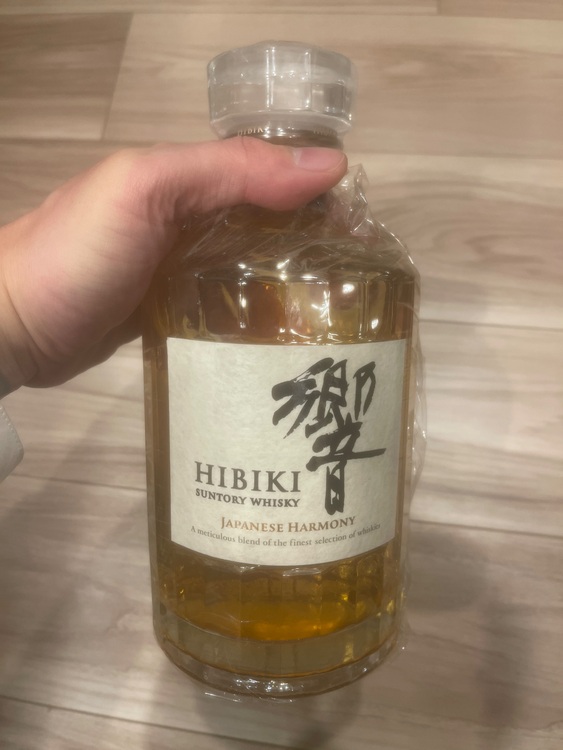 響
HIBIKI
SUNTORY WHISKY
JAPANESE HARMONY
A meticulous blend of the finest selection of whiskies